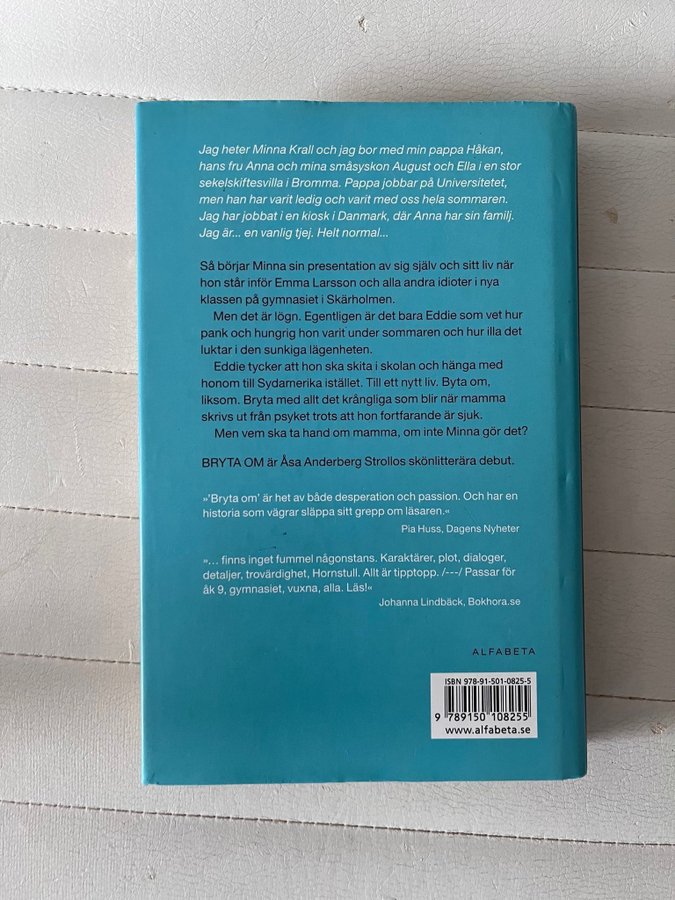 Jag heter Minna Krall och jag bor med min pappa Håkan,
hans fru Anna och mina småsyskon August och Ella i en stor
sekelskiftesvilla i Bromma. Pappa jobbar på Universitetet,
men han har varit ledig och varit med oss hela sommaren.
Jag har jobbat i en kiosk i Danmark, där Anna har sin familj.
Jag är... en vanlig tjej. Helt normal...
Så börjar Minna sin presentation av sig själv och sitt liv när
hon står inför Emma Larsson och alla andra idioter i nya
klassen på gymnasiet i Skärholmen.
Men det är lögn. Egentligen är det bara Eddie som vet hur
pank och hungrig hon varit under sommaren och hur illa det
luktar i den sunkiga lägenheten.
Eddie tycker att hon ska skita i skolan och hänga med
honom till Sydamerika istället. Till ett nytt liv. Byta om,
liksom. Bryta med allt det krångliga som blir när mamma
skrivs ut från psyket trots att hon fortfarande är sjuk.
Men vem ska ta hand om mamma, om inte Minna gör det?
BRYTA OM är Åsa Anderberg Strollos skönlitterära debut.
»'Bryta om' är het av både desperation och passion. Och har en
historia som vägrar släppa sitt grepp om läsaren.«
Pia Huss, Dagens Nyheter
»... finns inget fummel någonstans. Karaktärer, plot, dialoger,
detaljer, trovärdighet, Hornstull. Allt är tipptopp. /---/ Passar för
åk 9, gymnasiet, vuxna, alla. Läs!«
Johanna Lindbäck, Bokhora.se
ALFABETA
ISBN 978-91-501-0825-5
9 789150 108255
www.alfabeta.se